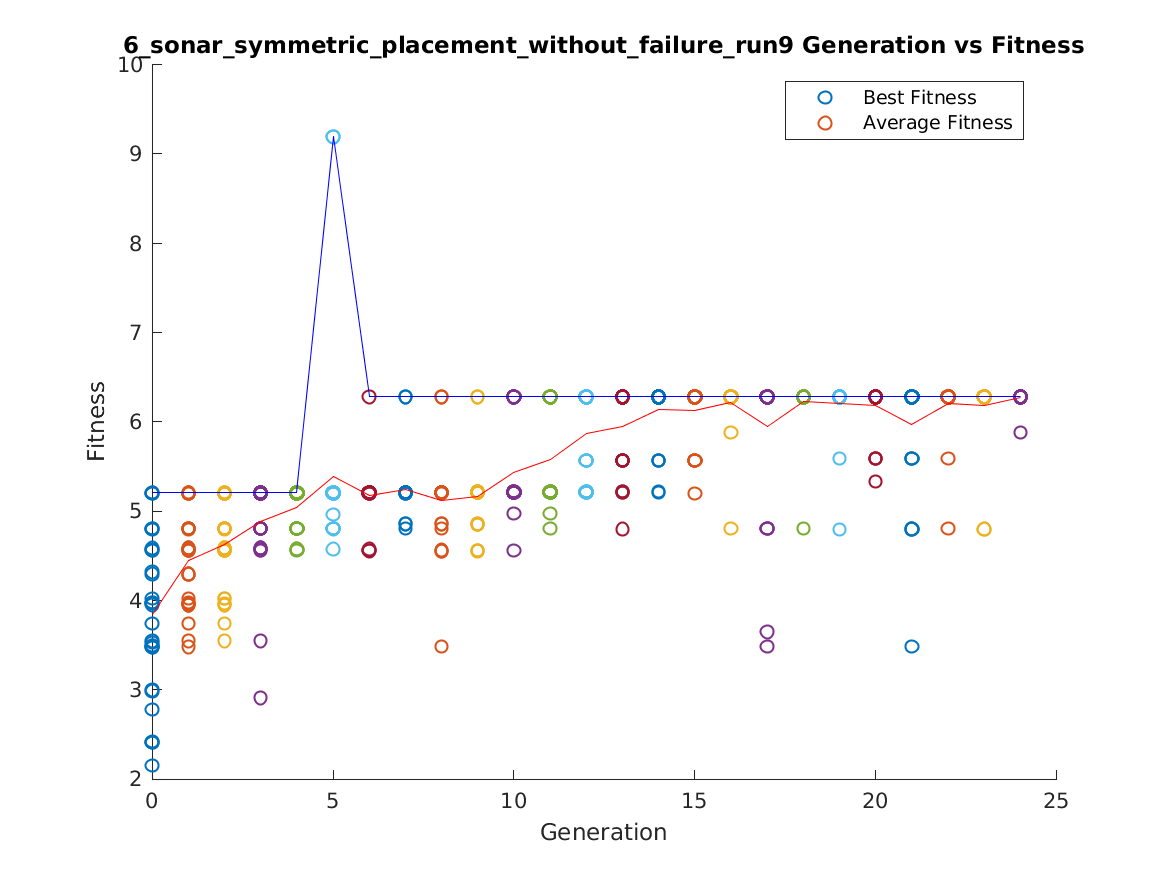 6_sonar_symmetric_placement_without_failure_run9 Generation vs Fitness
10
9
8
7
6
5
4
3
2
Fitness
Best Fitness
Average Fitness
0 5 10 15 20 25
Generation